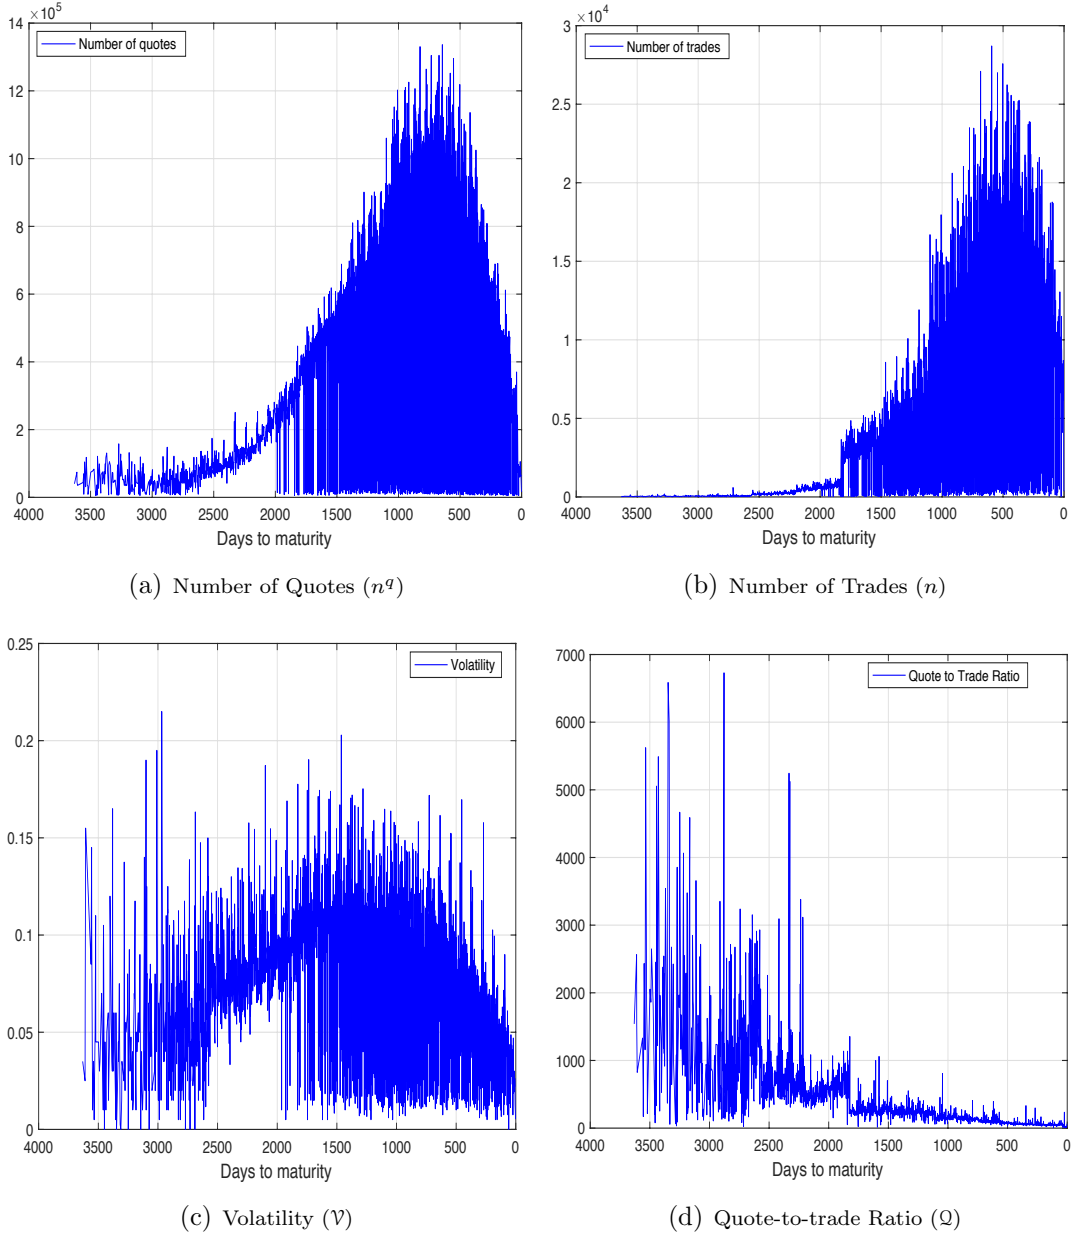 ×10⁵
14
Number of quotes
12
10
8
6
4
2
0
4000 3500 3000 2500 2000 1500 1000 500 0
Days to maturity
(a) Number of Quotes (n^q)
×10⁴
3
Number of trades
2.5
2
1.5
1
0.5
0
4000 3500 3000 2500 2000 1500 1000 500 0
Days to maturity
(b) Number of Trades (n)
0.25
Volatility
0.2
0.15
0.1
0.05
0
4000 3500 3000 2500 2000 1500 1000 500 0
Days to maturity
(c) Volatility (𝒱)
7000
Quote to Trade Ratio
6000
5000
4000
3000
2000
1000
0
4000 3500 3000 2500 2000 1500 1000 500 0
Days to maturity
(d) Quote-to-trade Ratio (𝒬)